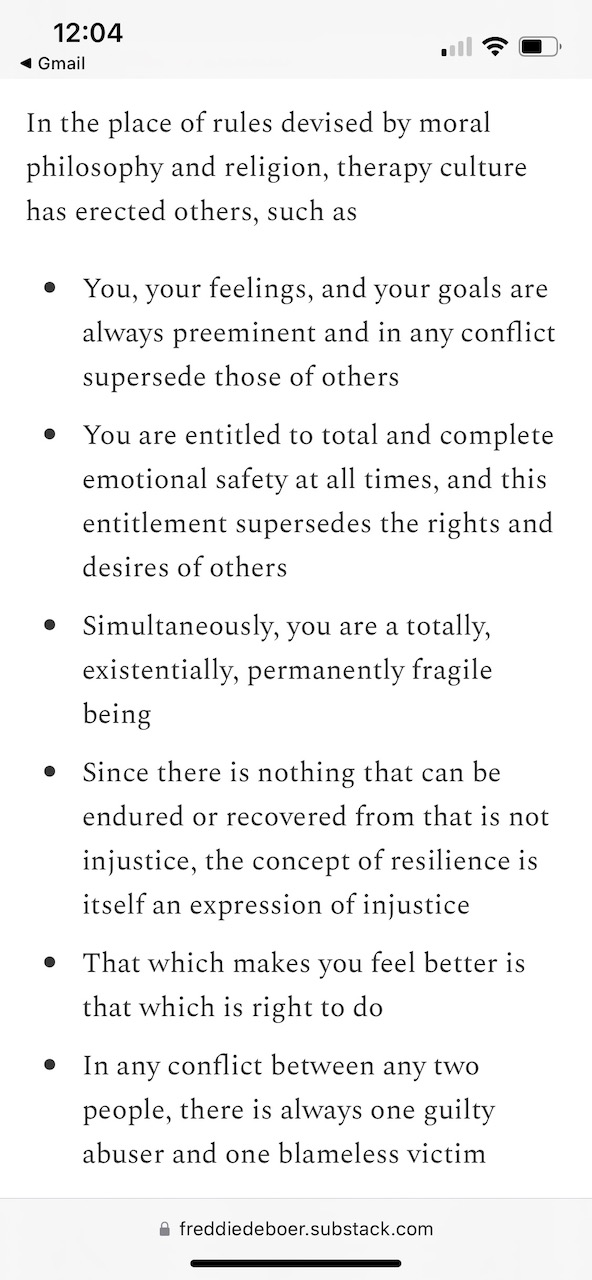 12:04
◀ Gmail
In the place of rules devised by moral
philosophy and religion, therapy culture
has erected others, such as
• You, your feelings, and your goals are
always preeminent and in any conflict
supersede those of others
• You are entitled to total and complete
emotional safety at all times, and this
entitlement supersedes the rights and
desires of others
• Simultaneously, you are a totally,
existentially, permanently fragile
being
• Since there is nothing that can be
endured or recovered from that is not
injustice, the concept of resilience is
itself an expression of injustice
• That which makes you feel better is
that which is right to do
• In any conflict between any two
people, there is always one guilty
abuser and one blameless victim
freddiedeboer.substack.com